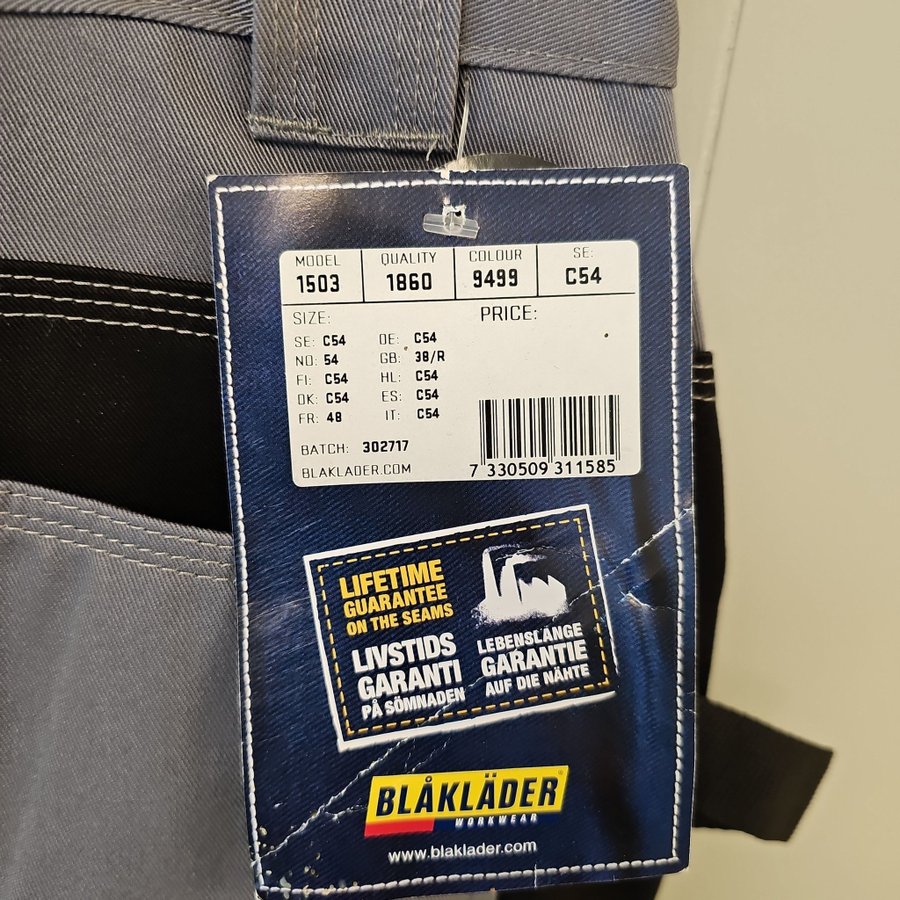 MODEL QUALITY COLOUR SE:
1503 1860 9499 C54
SIZE: PRICE:
SE: C54 DE: C54
NO: 54 GB: 38/R
FI: C54 HL: C54
DK: C54 ES: C54
FR: 48 IT: C54
BATCH: 302717
BLAKLADER.COM
7 330509 311585
LIFETIME
GUARANTEE
ON THE SEAMS
LIVSTIDS
GARANTI
PÅ SÖMNADEN
LEBENSLÄNGE
GARANTIE
AUF DIE NÄHTE
BLÅKLÄDER®
WORKWEAR
www.blaklader.com